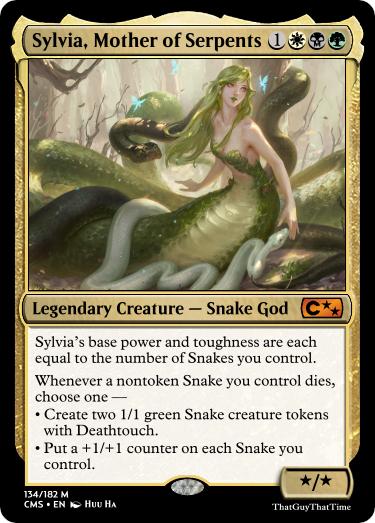 Sylvia, Mother of Serpents 1
Legendary Creature — Snake God C
Sylvia's base power and toughness are each
equal to the number of Snakes you control.
Whenever a nontoken Snake you control dies,
choose one —
• Create two 1/1 green Snake creature tokens
with Deathtouch.
• Put a +1/+1 counter on each Snake you
control.
134/182 M
CMS • EN Huu Ha
*/*
ThatGuyThatTime